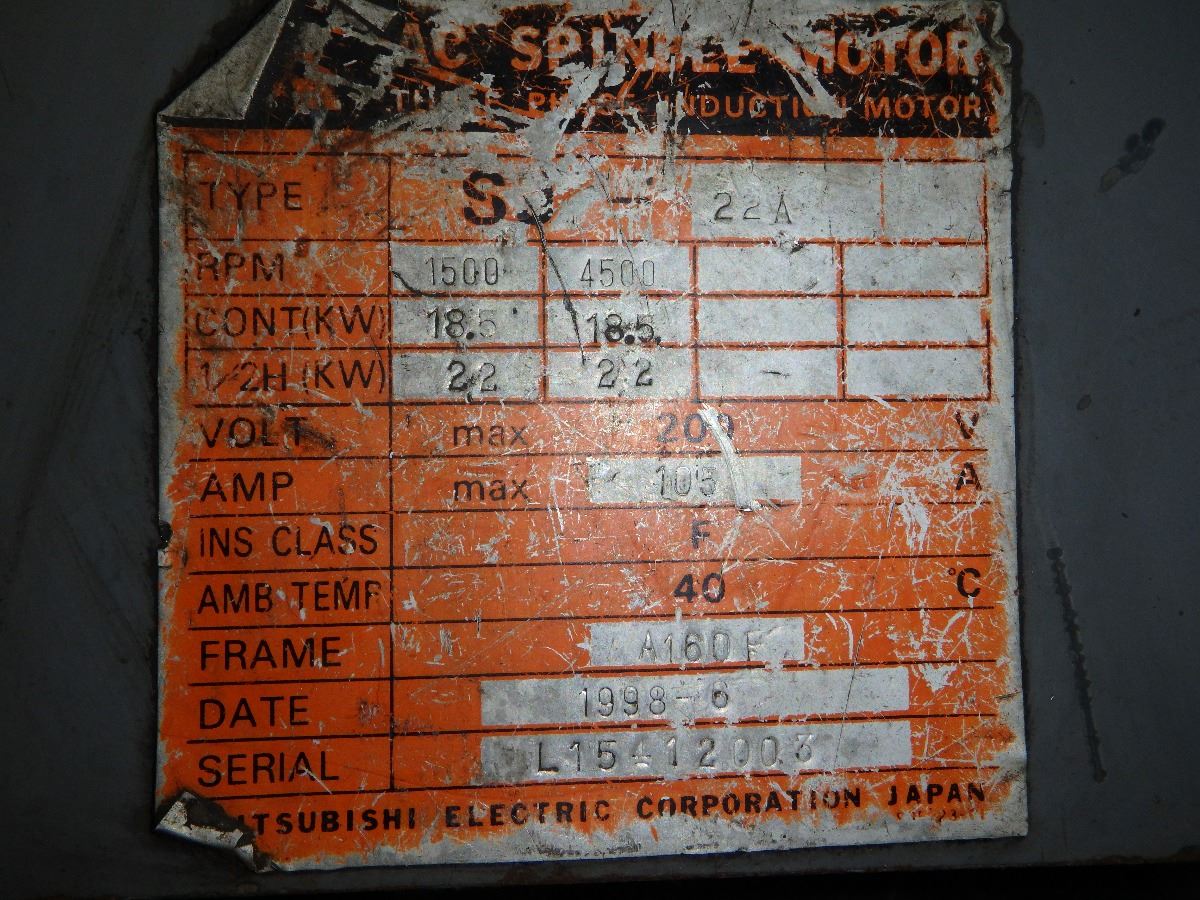 AC SPINDLE MOTOR
THREE PHASE INDUCTION MOTOR
TYPE SJ - 22A
RPM 1500 4500
CONT(KW) 18.5 18.5
1/2H(KW) 22 22
VOLT max 200 V
AMP max 105 A
INS CLASS F
AMB TEMP 40 °C
FRAME A160F
DATE 1998-6
SERIAL L15412003
MITSUBISHI ELECTRIC CORPORATION JAPAN